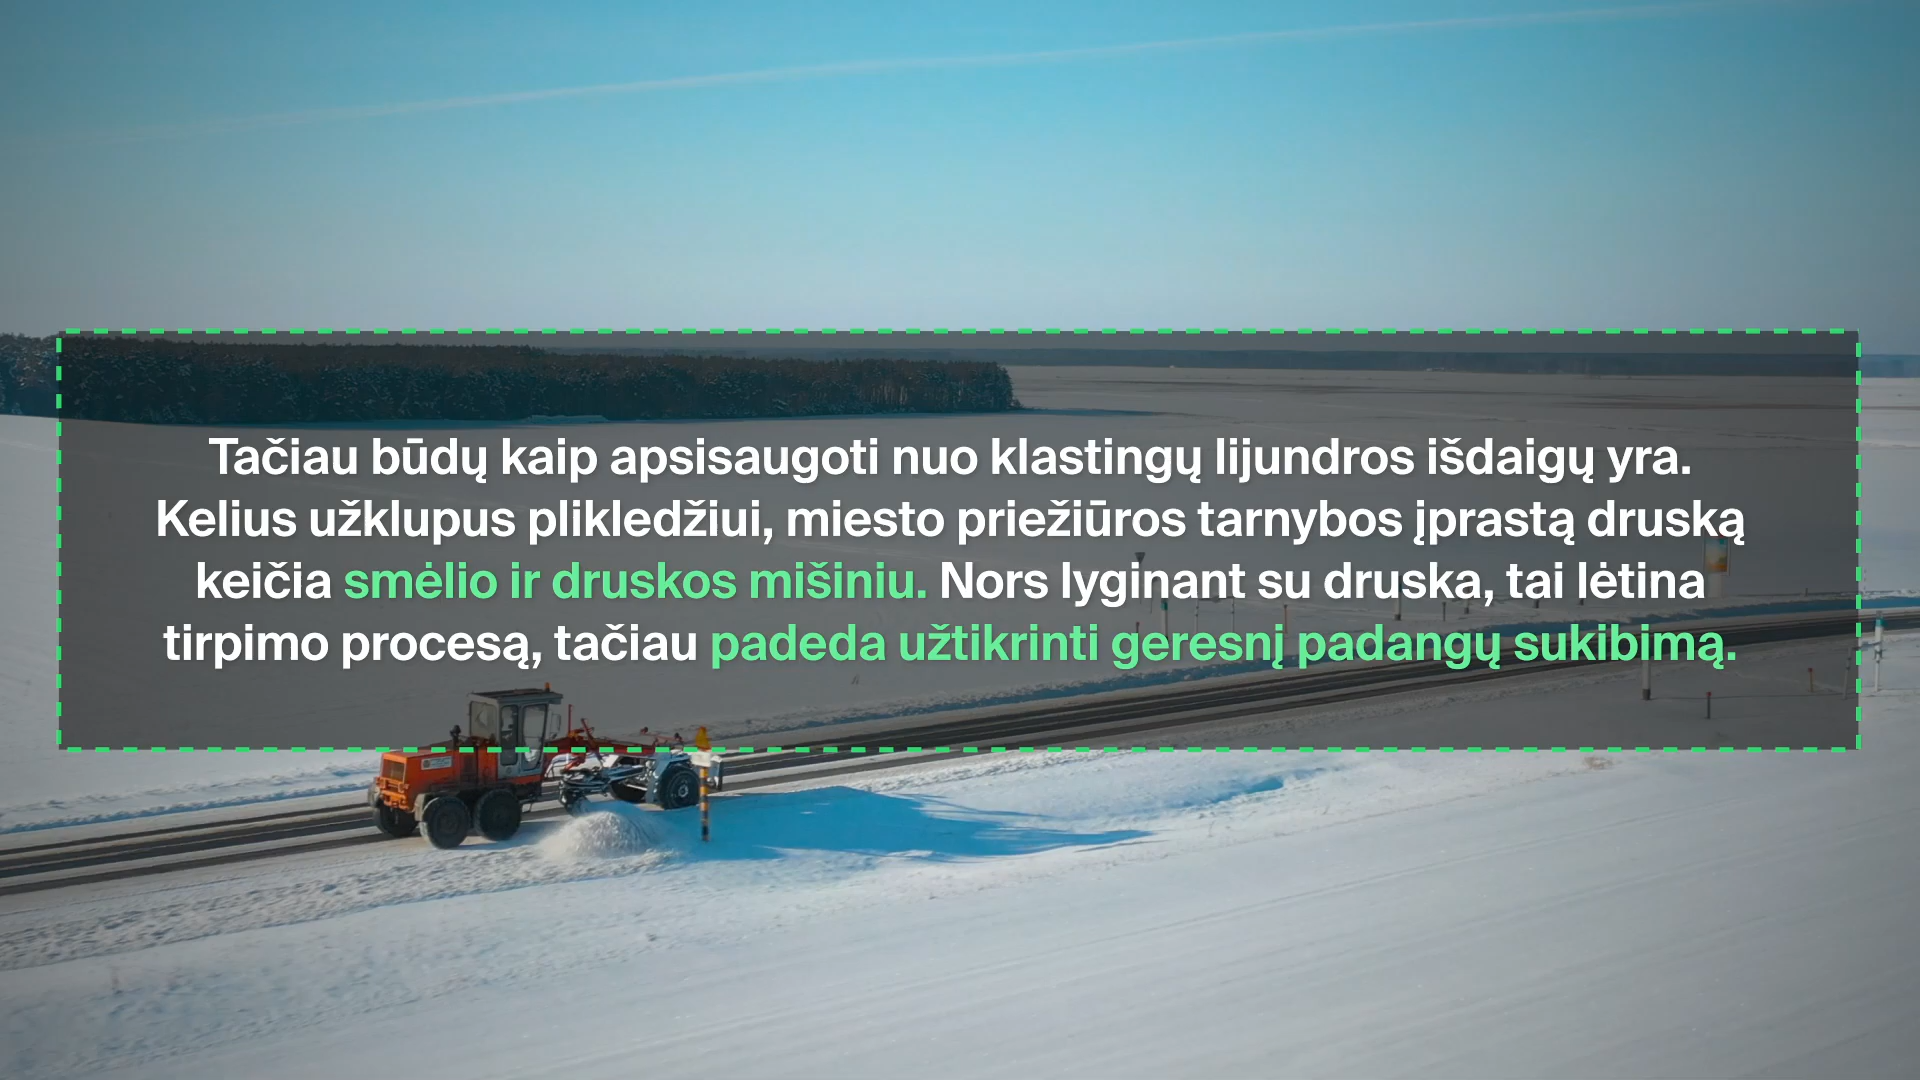 Tačiau būdų kaip apsisaugoti nuo klastingų lijundros išdaigų yra.
Kelius užklupus plikledžiui, miesto priežiūros tarnybos įprastą druską
keičia smėlio ir druskos mišiniu. Nors lyginant su druska, tai lėtina
tirpimo procesą, tačiau padeda užtikrinti geresnį padangų sukibimą.